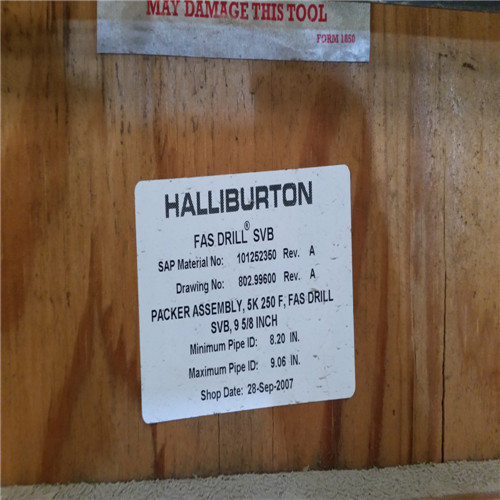 MAY DAMAGE THIS TOOL
FORM 1850
HALLIBURTON
FAS DRILL® SVB
SAP Material No: 101252350 Rev. A
Drawing No: 802.99600 Rev. A
PACKER ASSEMBLY, 5K 250 F, FAS DRILL
SVB, 9 5/8 INCH
Minimum Pipe ID: 8.20 IN.
Maximum Pipe ID: 9.06 IN.
Shop Date: 28-Sep-2007